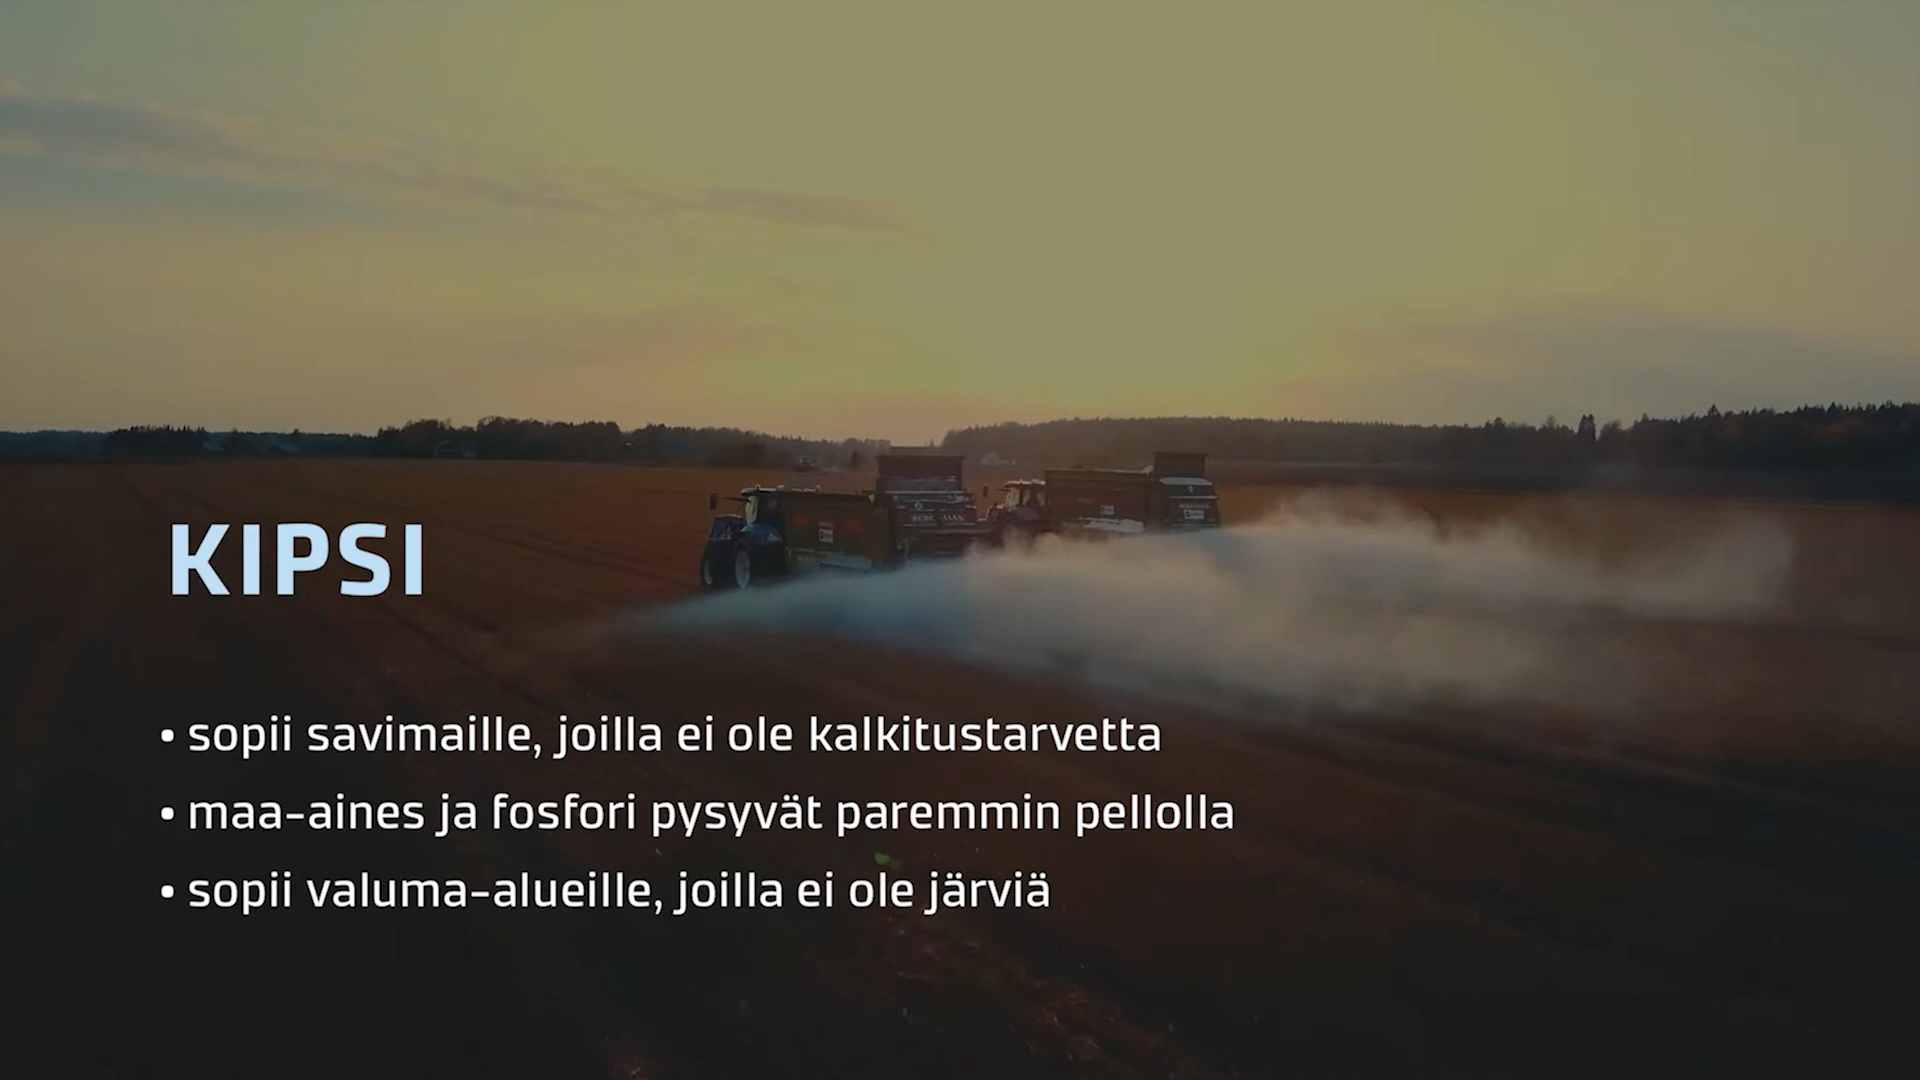 BERGMANN
KIPSI
• sopii savimaille, joilla ei ole kalkitustarvetta
• maa-aines ja fosfori pysyvät paremmin pellolla
• sopii valuma-alueille, joilla ei ole järviä